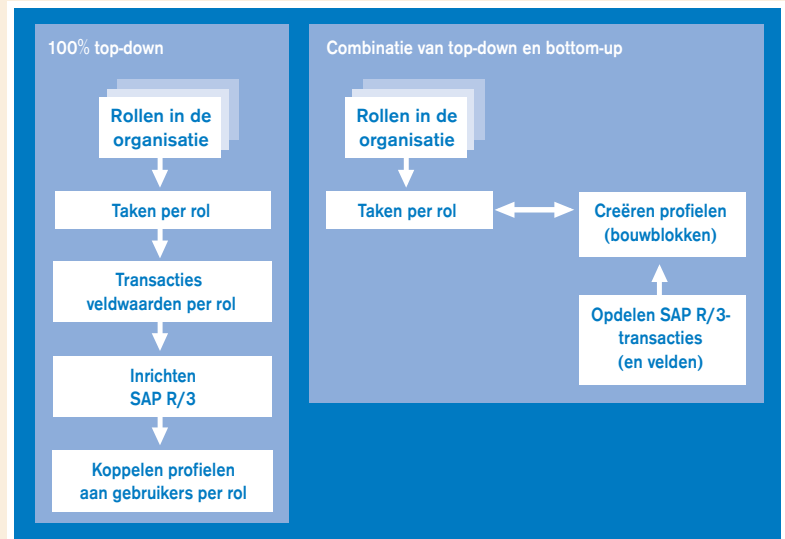 100% top-down
Rollen in de
organisatie
Taken per rol
Transacties
veldwaarden per rol
Inrichten
SAP R/3
Koppelen profielen
aan gebruikers per rol
Combinatie van top-down en bottom-up
Rollen in de
organisatie
Taken per rol
Creëren profielen
(bouwblokken)
Opdelen SAP R/3-
transacties
(en velden)